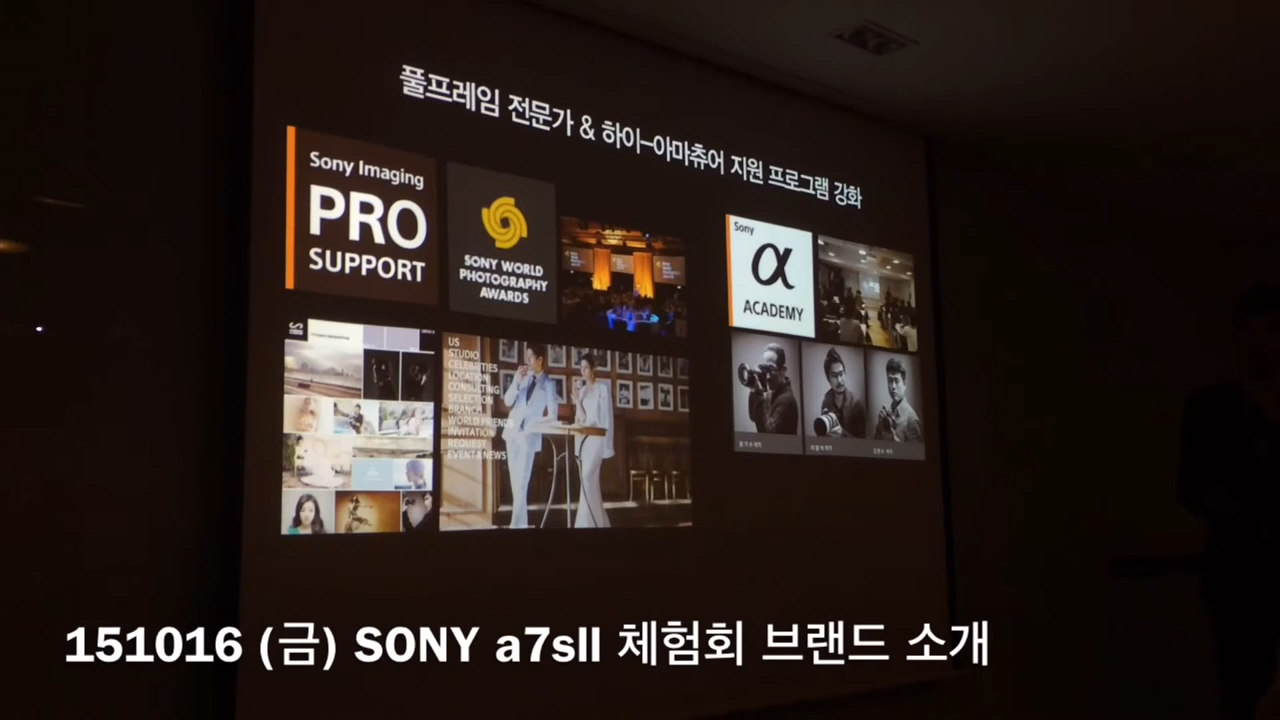 풀프레임 전문가 & 하이-아마츄어 지원 프로그램 강화
Sony Imaging
PRO
SUPPORT
SONY WORLD
PHOTOGRAPHY
AWARDS
Sony
α
ACADEMY
US
STUDIO
CELEBRITIES
LOCATION
CONSULTING
SELECTION
BRANCH
WORLD FRIENDS
INVITATION
REQUEST
EVENT&NEWS
151016 (금) SONY a7sII 체험회 브랜드 소개